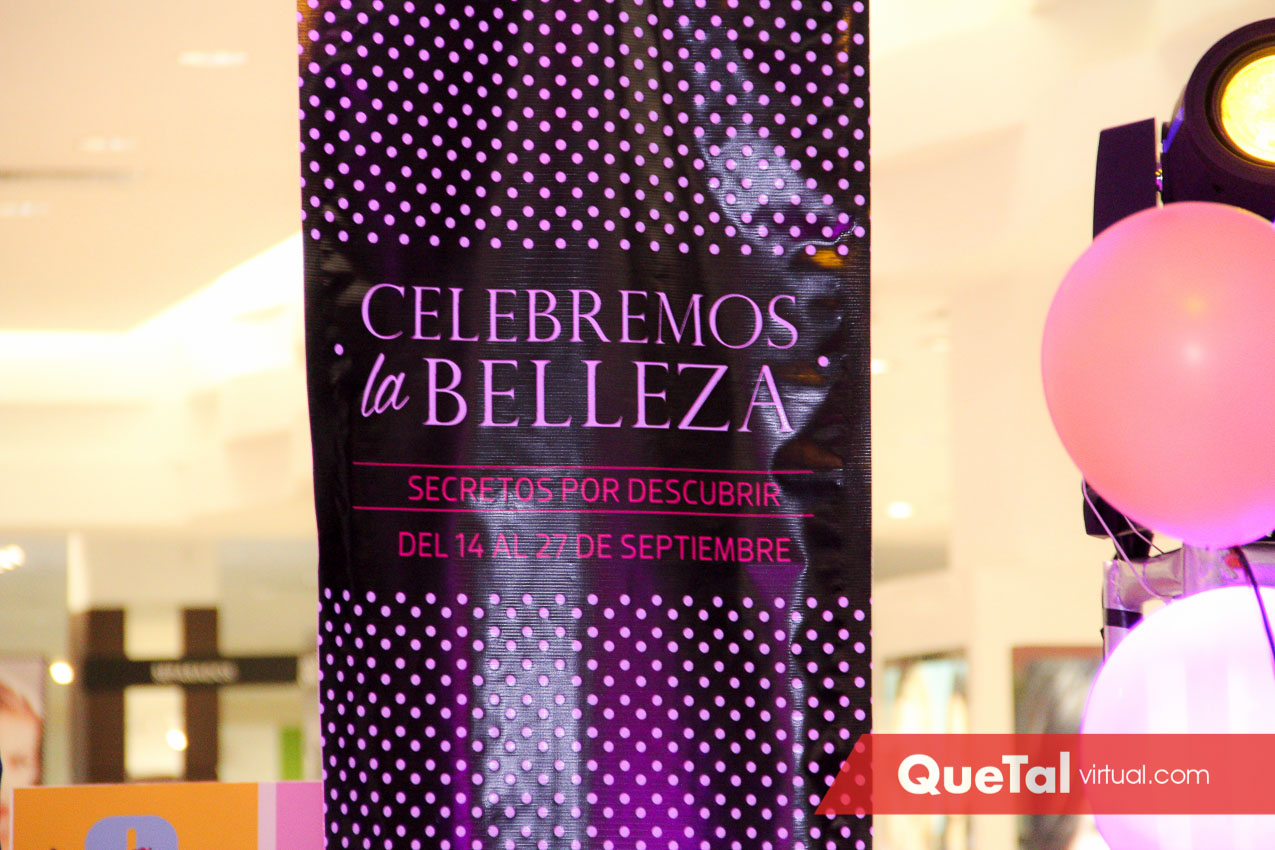 CELEBREMOS
la BELLEZA
SECRETOS POR DESCUBRIR
DEL 14 AL 27 DE SEPTIEMBRE
QueTal virtual.com